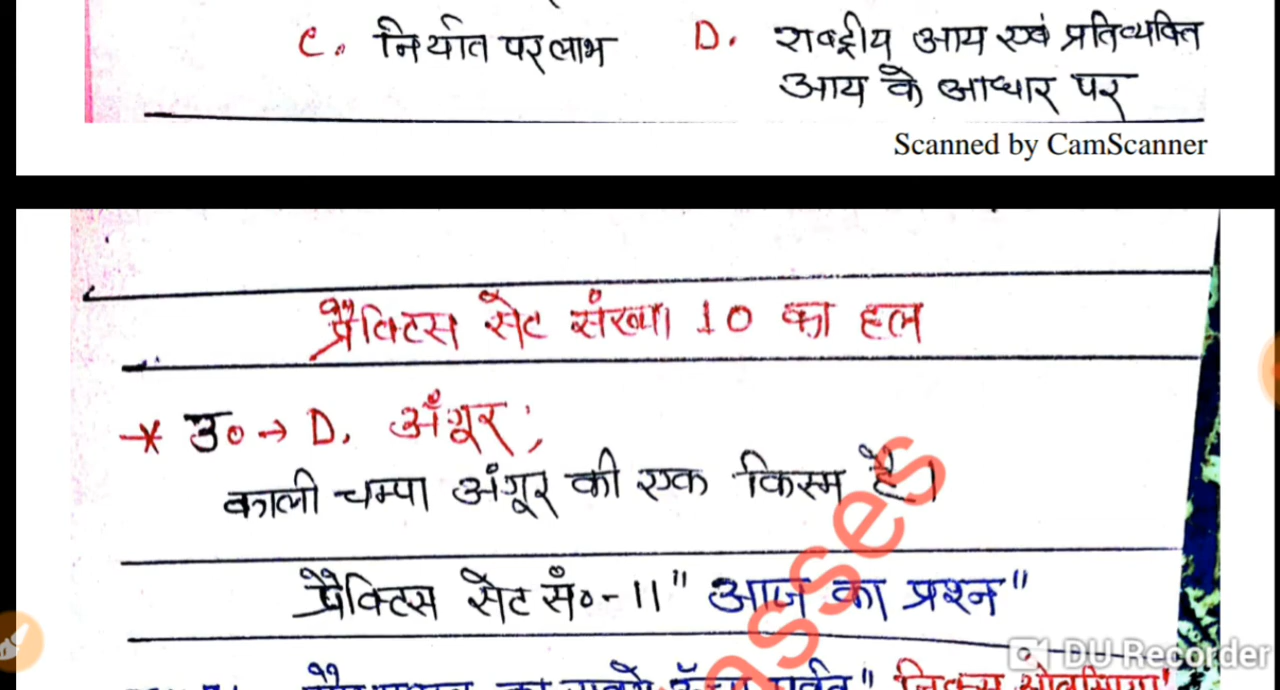 C. निर्यात पर लाभ D. राष्ट्रीय आय एवं प्रतिव्यक्ति
आय के आधार पर
Scanned by CamScanner
प्रैक्टिस सेट संख्या 10 का हल
* उ० → D. अँगूर;
काली चम्पा अंगूर की एक किस्म है।
प्रैक्टिस सेट सं०-11 "आज का प्रश्न"
asses
DU Recorder